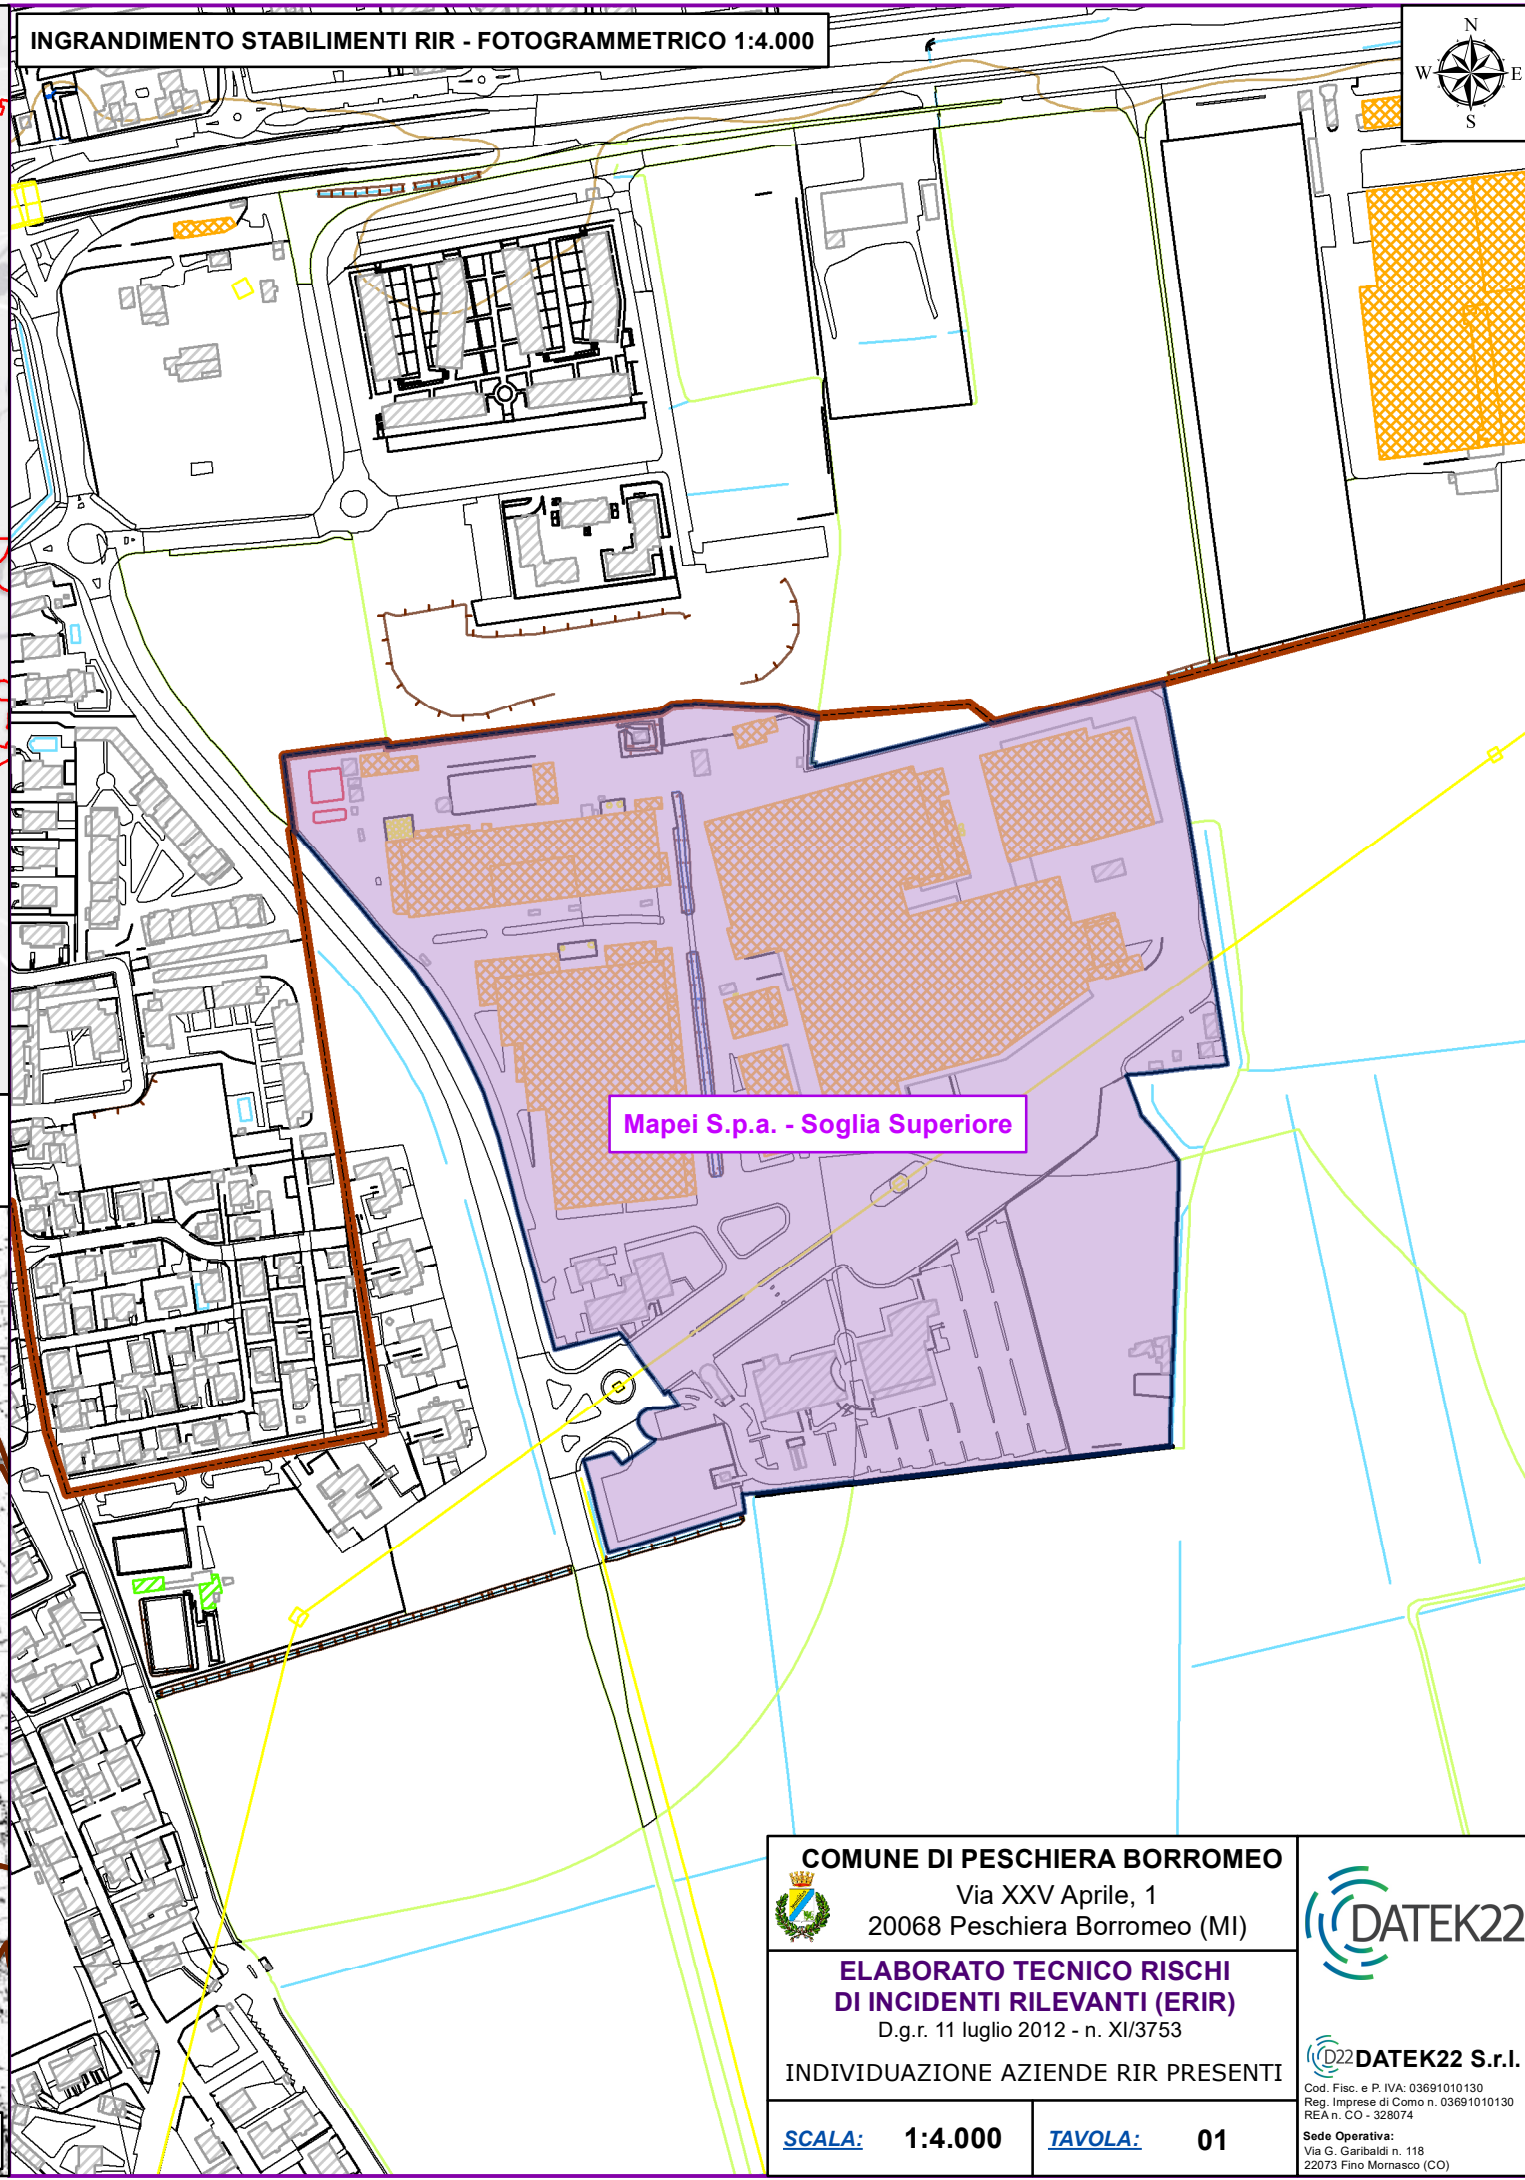 INGRANDIMENTO STABILIMENTI RIR - FOTOGRAMMETRICO 1:4.000
N
W
E
S
Mapei S.p.a. - Soglia Superiore
COMUNE DI PESCHIERA BORROMEO
Via XXV Aprile, 1
20068 Peschiera Borromeo (MI)
ELABORATO TECNICO RISCHI
DI INCIDENTI RILEVANTI (ERIR)
D.g.r. 11 luglio 2012 - n. XI/3753
INDIVIDUAZIONE AZIENDE RIR PRESENTI
SCALA: 1:4.000
TAVOLA: 01
DATEK22
D22 DATEK22 S.r.l.
Cod. Fisc. e P. IVA: 03691010130
Reg. Imprese di Como n. 03691010130
REA n. CO - 328074
Sede Operativa:
Via G. Garibaldi n. 118
22073 Fino Mornasco (CO)